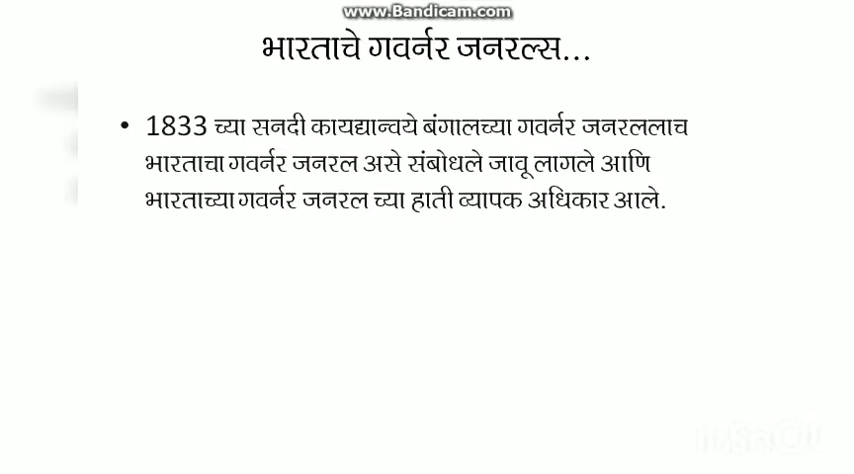 www.Bandicam.com
भारताचे गवर्नर जनरल्स...
• 1833 च्या सनदी कायद्यान्वये बंगालच्या गवर्नर जनरललाच
भारताचा गवर्नर जनरल असे संबोधले जावू लागले आणि
भारताच्या गवर्नर जनरल च्या हाती व्यापक अधिकार आले.